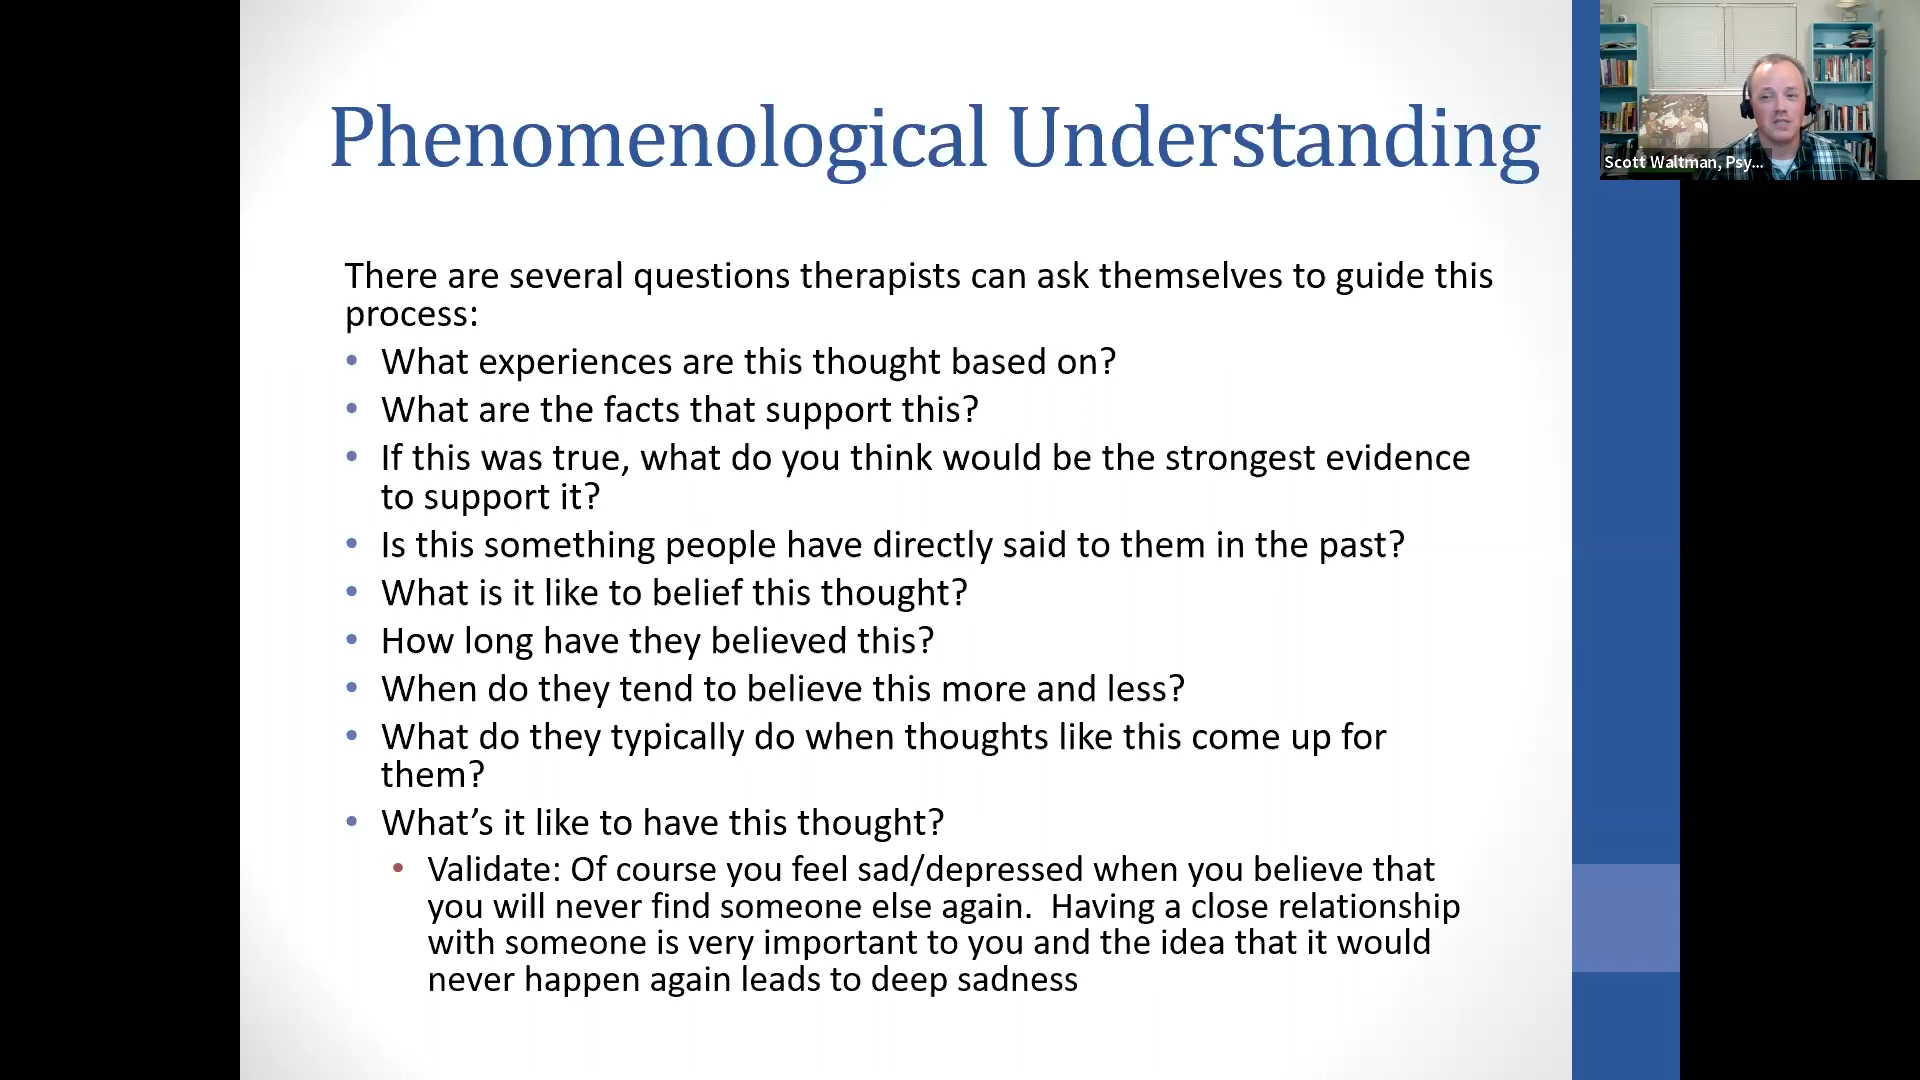 Phenomenological Understanding
Scott Waltman, Psy...
There are several questions therapists can ask themselves to guide this
process:
• What experiences are this thought based on?
• What are the facts that support this?
• If this was true, what do you think would be the strongest evidence
to support it?
• Is this something people have directly said to them in the past?
• What is it like to belief this thought?
• How long have they believed this?
• When do they tend to believe this more and less?
• What do they typically do when thoughts like this come up for
them?
• What’s it like to have this thought?
• Validate: Of course you feel sad/depressed when you believe that
you will never find someone else again.  Having a close relationship
with someone is very important to you and the idea that it would
never happen again leads to deep sadness